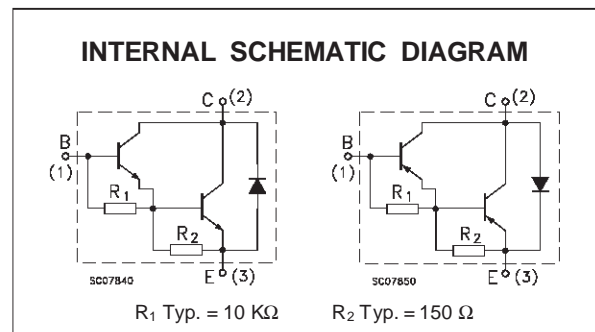 INTERNAL SCHEMATIC DIAGRAM
C (2)
B
(1)
R1
R2
SC07840
E (3)
C (2)
B
(1)
R1
R2
SC07850
E (3)
R1 Typ. = 10 KΩ R2 Typ. = 150 Ω